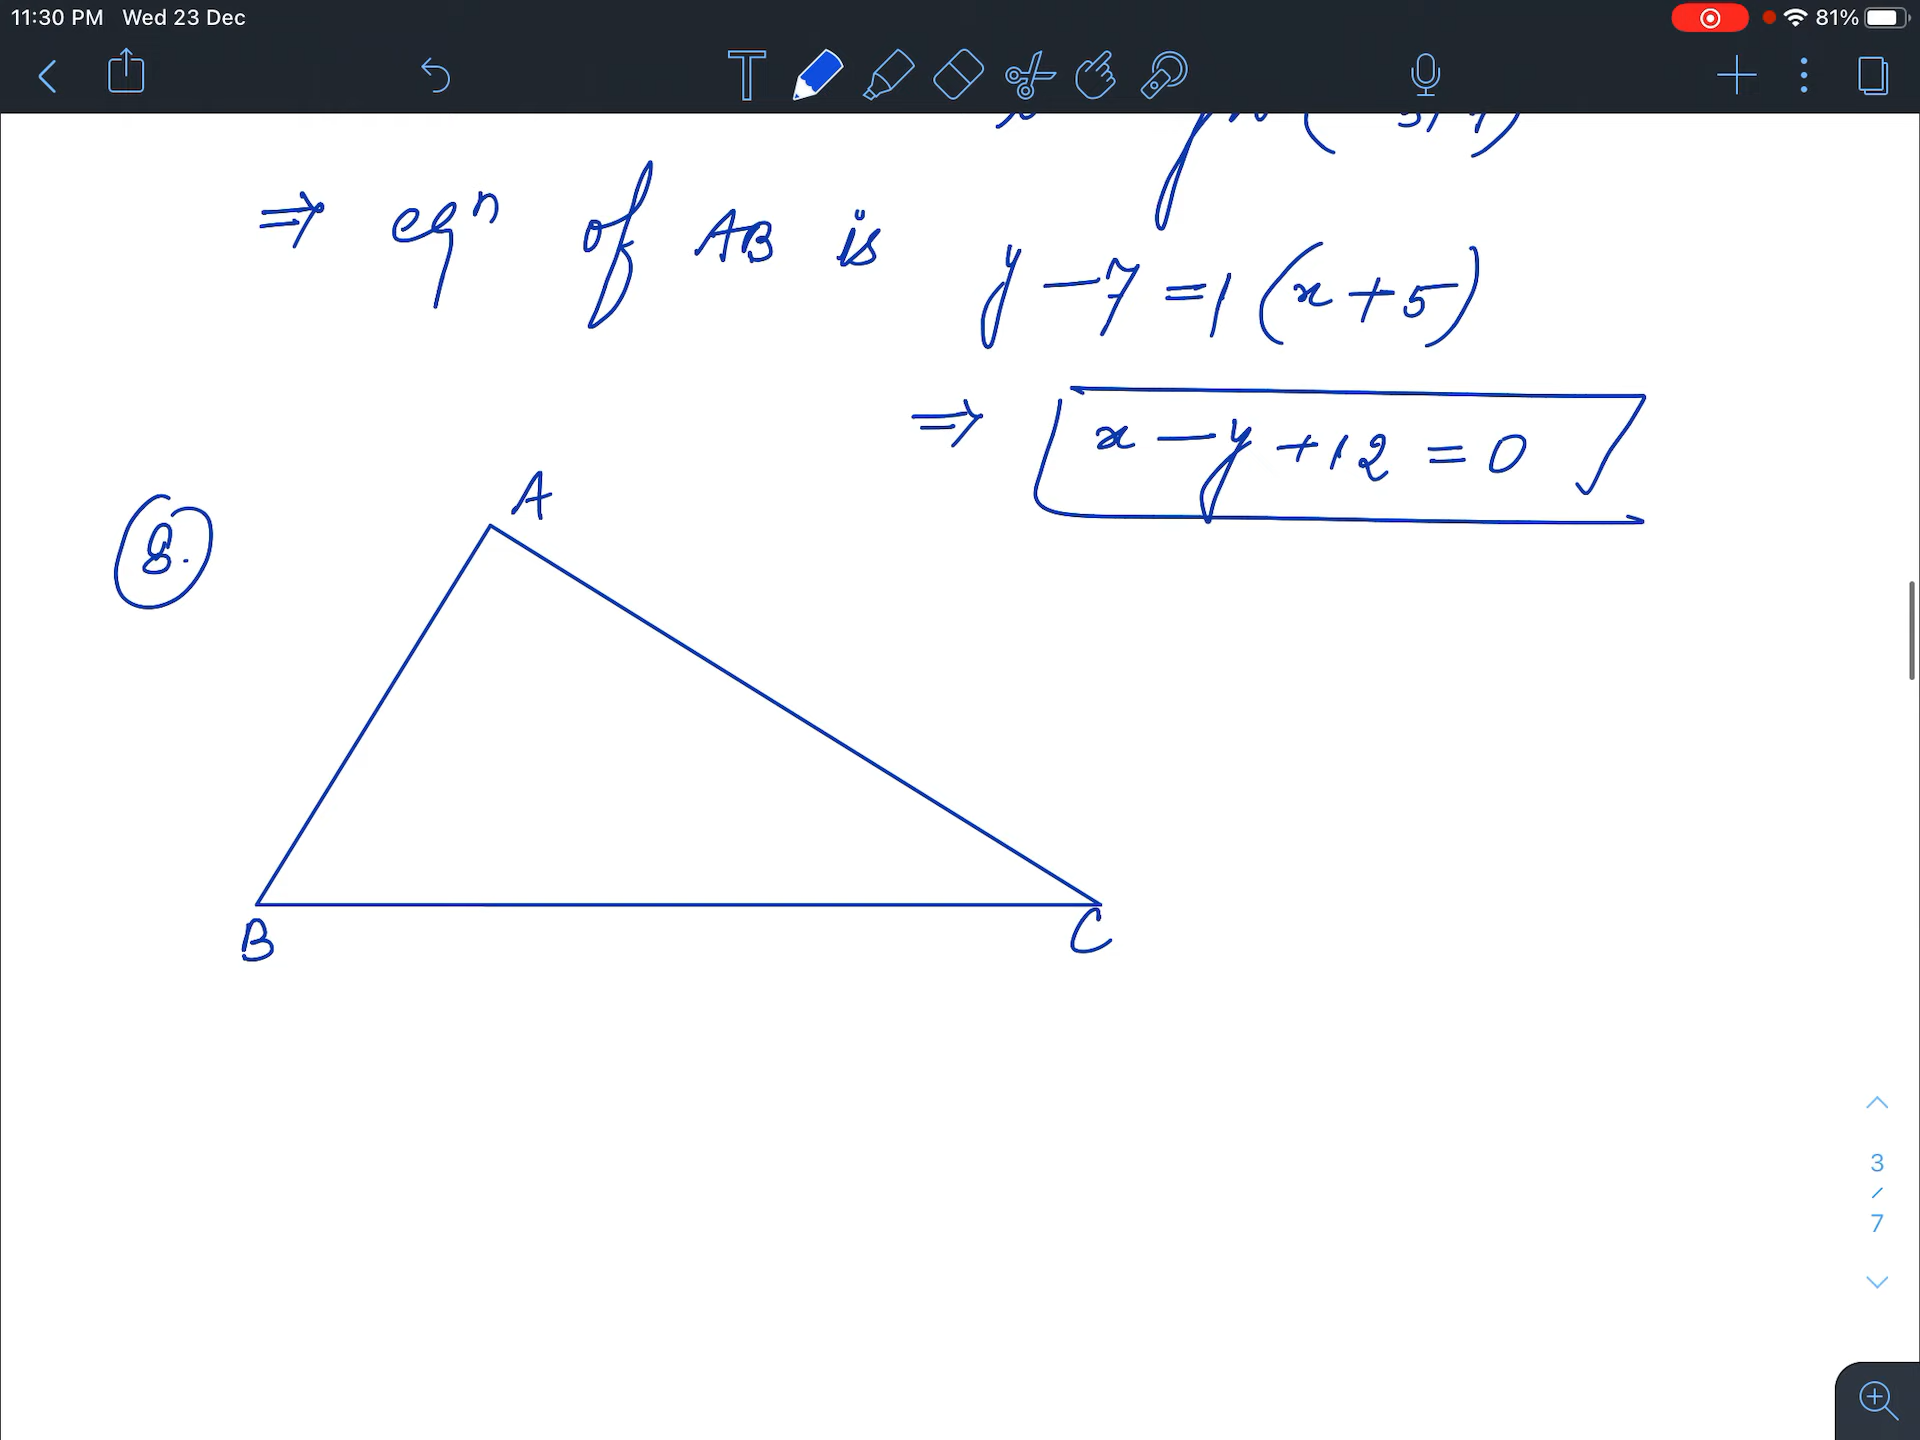 11:30 PM Wed 23 Dec
81%
T
⇒ eqⁿ of AB is
y - 7 = 1 (x + 5)
⇒ x - y + 12 = 0
8.
A
B
C
3
/
7